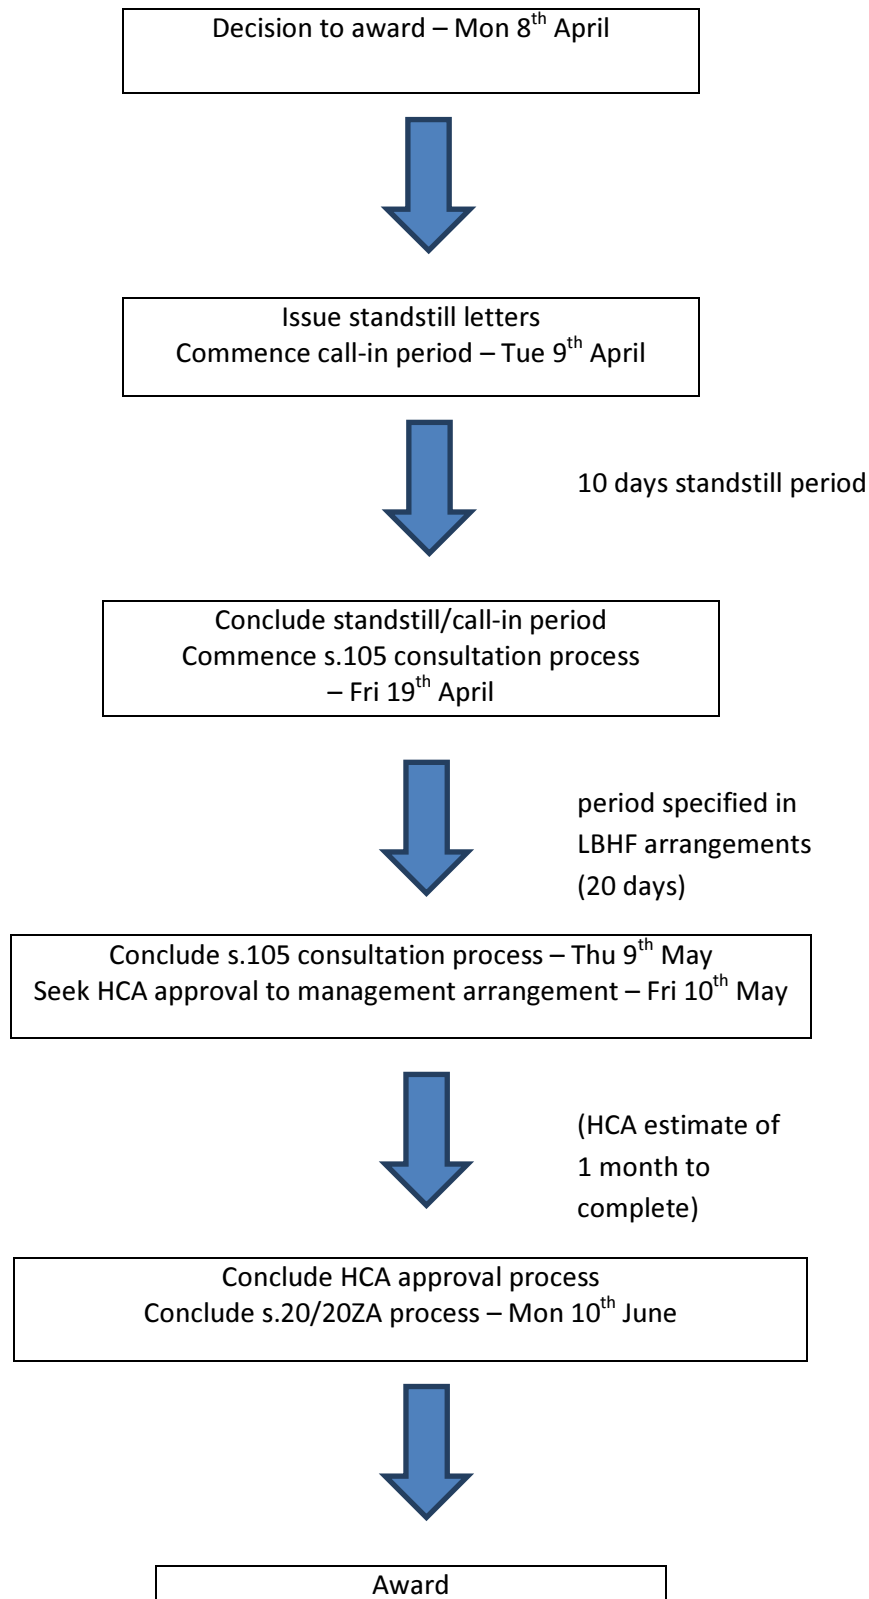 Decision to award – Mon 8th April
Issue standstill letters
Commence call-in period – Tue 9th April
10 days standstill period
Conclude standstill/call-in period
Commence s.105 consultation process
– Fri 19th April
period specified in
LBHF arrangements
(20 days)
Conclude s.105 consultation process – Thu 9th May
Seek HCA approval to management arrangement – Fri 10th May
(HCA estimate of
1 month to
complete)
Conclude HCA approval process
Conclude s.20/20ZA process – Mon 10th June
Award